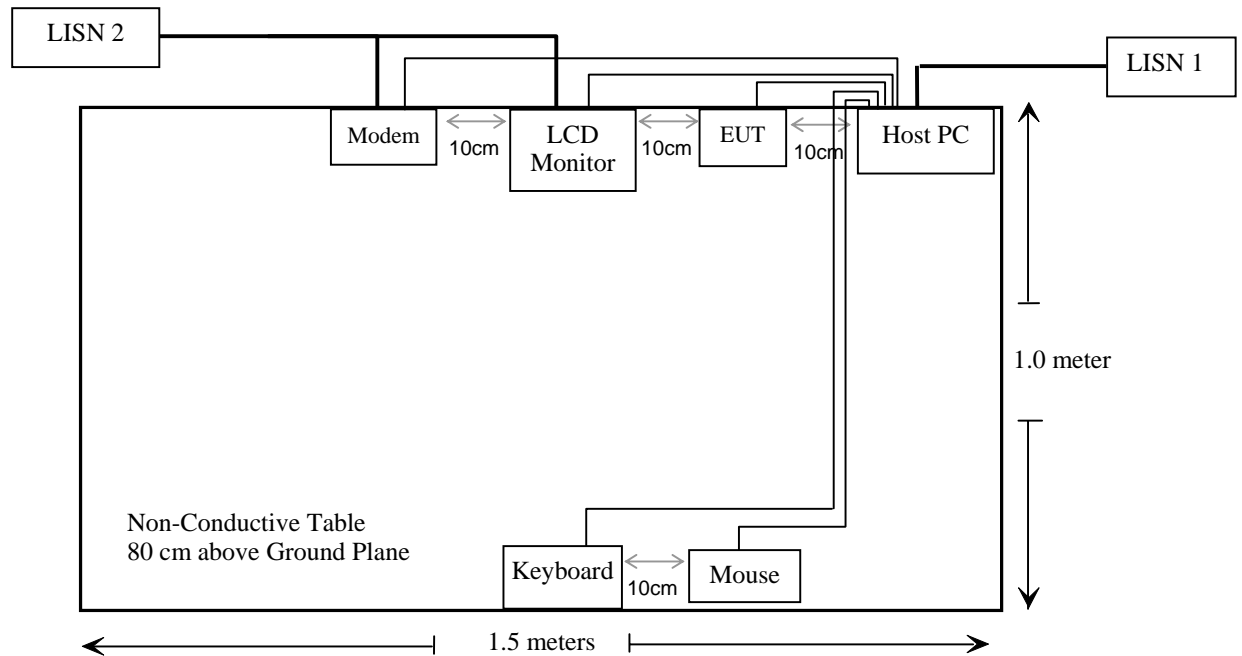 LISN 2
LISN 1
Modem
10cm
LCD
Monitor
10cm
EUT
10cm
Host PC
1.0 meter
Non-Conductive Table
80 cm above Ground Plane
Keyboard
10cm
Mouse
1.5 meters